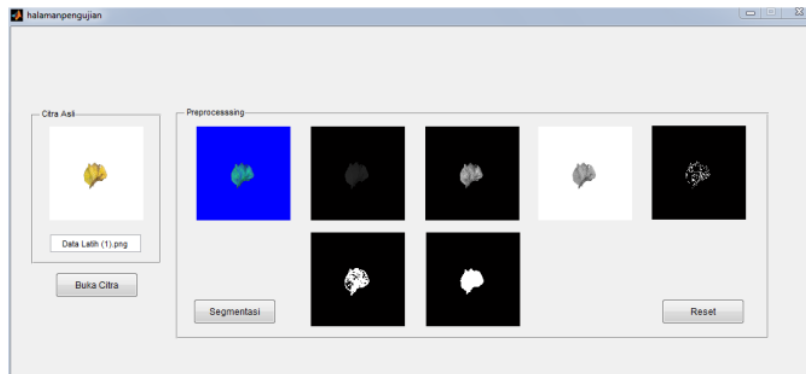 halamanpengujian
Citra Asli
Preprocesssing
Data Latih (1).png
Buka Citra
Segmentasi
Reset